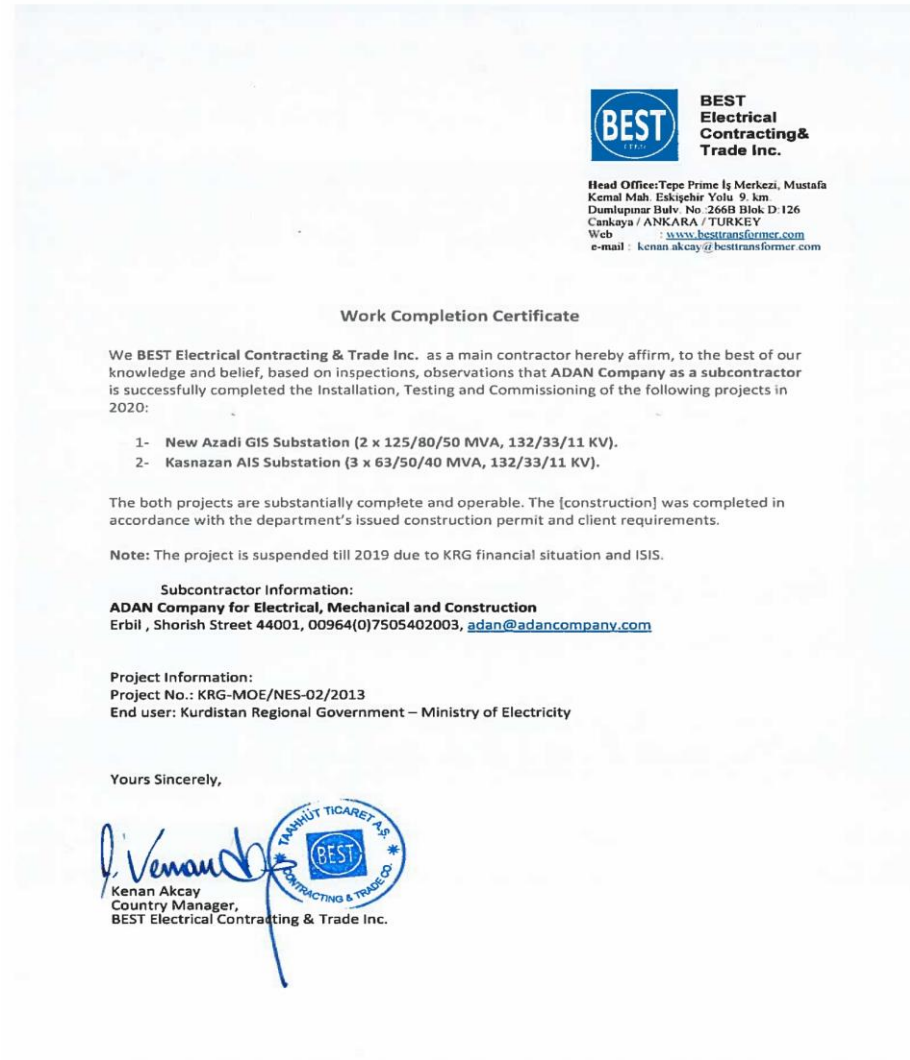 BEST
BEST
Electrical
Contracting&
Trade Inc.
Head Office:Tepe Prime İş Merkezi, Mustafa
Kemal Mah. Eskişehir Yolu 9. km.
Dumlupınar Bulv. No.:266B Blok D:126
Cankaya / ANKARA / TURKEY
Web : www.besttransformer.com
e-mail : kenan.akcay@besttransformer.com
Work Completion Certificate
We BEST Electrical Contracting & Trade Inc. as a main contractor hereby affirm, to the best of our
knowledge and belief, based on inspections, observations that ADAN Company as a subcontractor
is successfully completed the Installation, Testing and Commissioning of the following projects in
2020:
1- New Azadi GIS Substation (2 x 125/80/50 MVA, 132/33/11 KV).
2- Kasnazan AIS Substation (3 x 63/50/40 MVA, 132/33/11 KV).
The both projects are substantially complete and operable. The [construction] was completed in
accordance with the department's issued construction permit and client requirements.
Note: The project is suspended till 2019 due to KRG financial situation and ISIS.
Subcontractor Information:
ADAN Company for Electrical, Mechanical and Construction
Erbil , Shorish Street 44001, 00964(0)7505402003, adan@adancompany.com
Project Information:
Project No.: KRG-MOE/NES-02/2013
End user: Kurdistan Regional Government – Ministry of Electricity
Yours Sincerely,
TAAHHÜT TİCARET A.Ş.
BEST
CONTRACTING & TRADE CO.
Kenan Akcay
Country Manager,
BEST Electrical Contracting & Trade Inc.